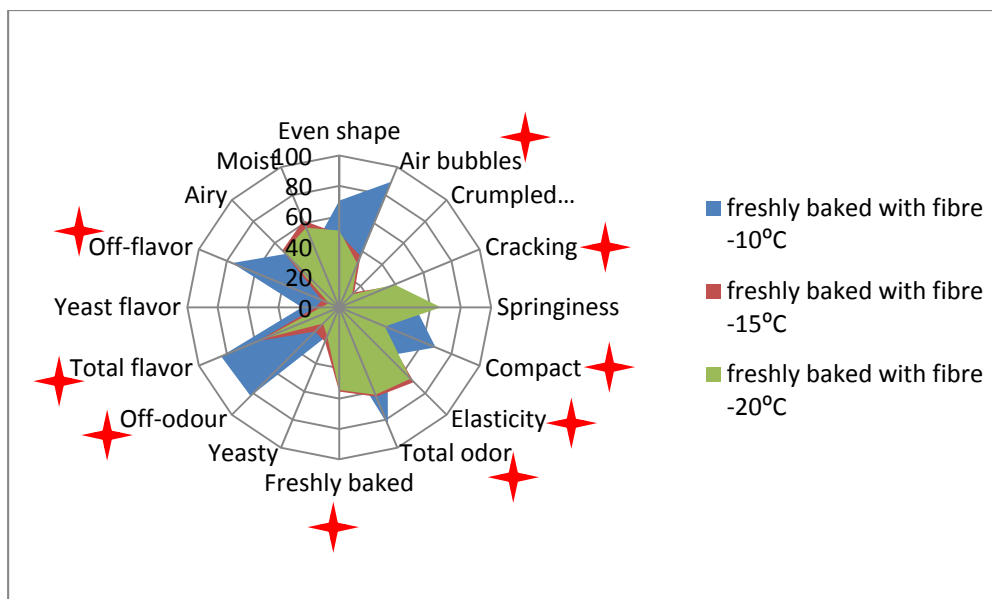 Even shape
Air bubbles
Crumpled...
Cracking
Springiness
Compact
Elasticity
Total odor
Freshly baked
Yeasty
Off-odour
Total flavor
Yeast flavor
Off-flavor
Airy
Moist
100
80
60
40
20
0
freshly baked with fibre
-10ºC
freshly baked with fibre
-15ºC
freshly baked with fibre
-20ºC